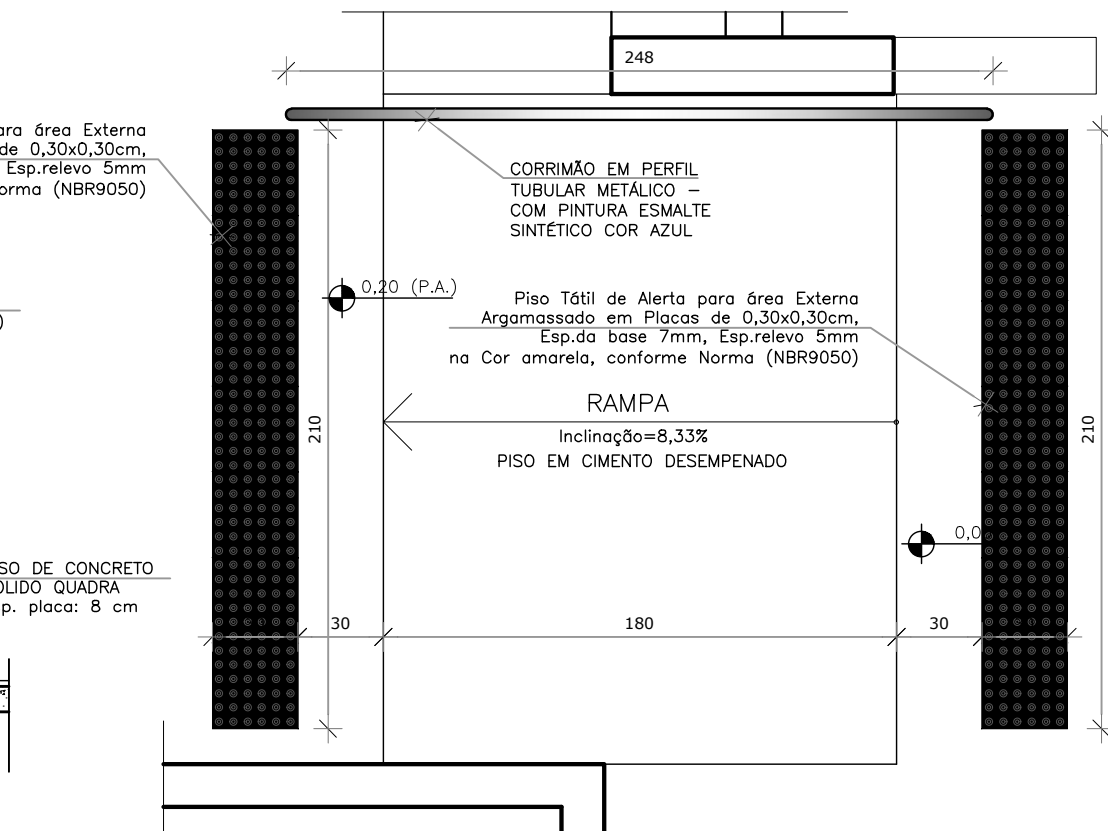 248
ara área Externa
de 0,30x0,30cm,
Esp.relevo 5mm
orma (NBR9050)
CORRIMÃO EM PERFIL
TUBULAR METÁLICO –
COM PINTURA ESMALTE
SINTÉTICO COR AZUL
0,20 (P.A.)
Piso Tátil de Alerta para área Externa
Argamassado em Placas de 0,30x0,30cm,
Esp.da base 7mm, Esp.relevo 5mm
na Cor amarela, conforme Norma (NBR9050)
)
RAMPA
Inclinação=8,33%
PISO EM CIMENTO DESEMPENADO
210
210
0,0
SO DE CONCRETO
OLIDO QUADRA
p. placa: 8 cm
30
180
30